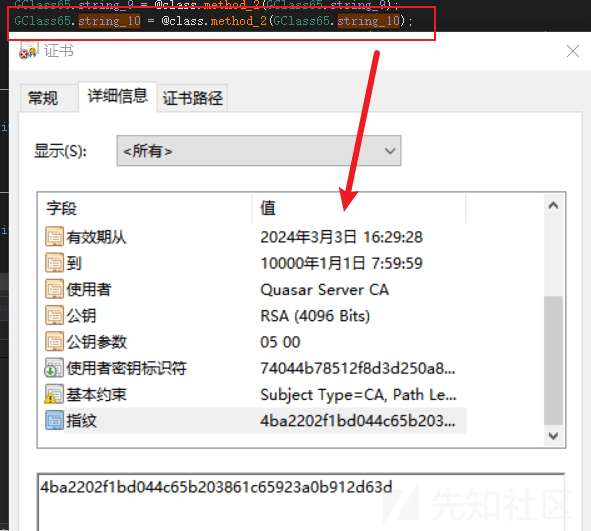 GClass65.string_9 = @class.method_2(GClass65.string_9);
GClass65.string_10 = @class.method_2(GClass65.string_10);
证书
常规
详细信息
证书路径
显示(S):
<所有>
字段
值
有效期从
2024年3月3日 16:29:28
到
10000年1月1日 7:59:59
使用者
Quasar Server CA
公钥
RSA (4096 Bits)
公钥参数
05 00
使用者密钥标识符
74044b78512f8d3d250a8...
基本约束
Subject Type=CA, Path Le...
指纹
4ba2202f1bd044c65b203...
4ba2202f1bd044c65b203861c65923a0b912d63d
先知社区